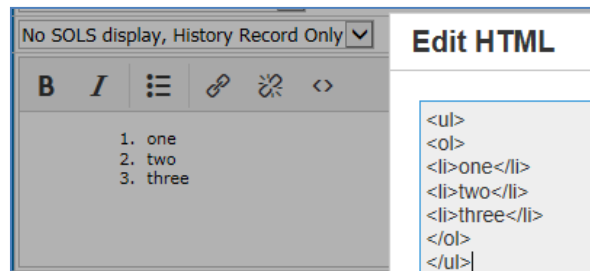 No SOLS display, History Record Only
B I
1. one
2. two
3. three
Edit HTML
<ul>
<ol>
<li>one</li>
<li>two</li>
<li>three</li>
</ol>
</ul>